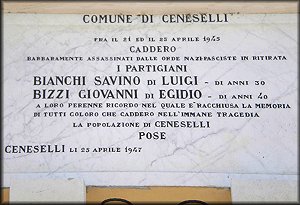 COMUNE DI CENESELLI
FRA IL 21 ED IL 25 APRILE 1945
CADDERO
BARBARAMENTE ASSASSINATI DALLE ORDE NAZI-FASCISTE IN RITIRATA
I PARTIGIANI
BIANCHI SAVINO DI LUIGI - DI ANNI 30
BIZZI GIOVANNI DI EGIDIO - DI ANNI 40
A LORO PERENNE RICORDO NEL QUALE È RACCHIUSA LA MEMORIA
DI TUTTI COLORO CHE CADDERO NELL'IMMANE TRAGEDIA
LA POPOLAZIONE DI CENESELLI
POSE
CENESELLI LI 25 APRILE 1947